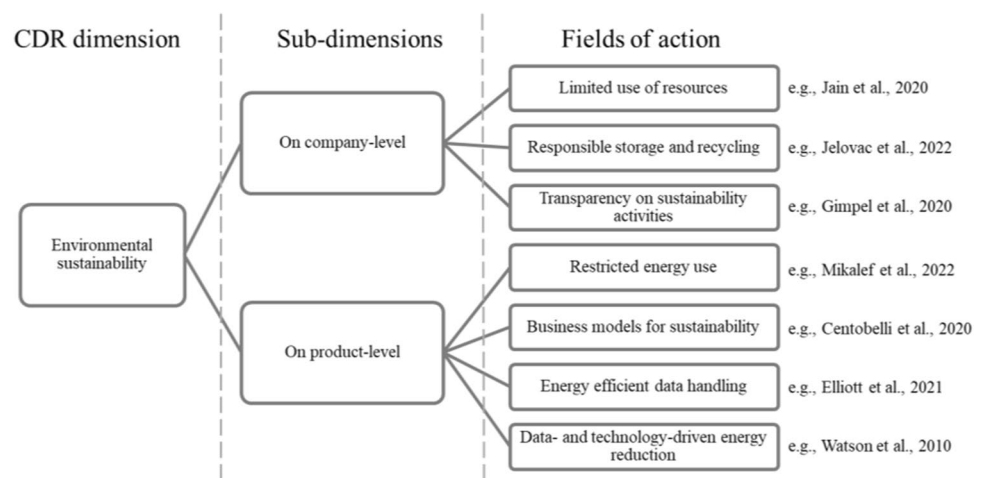 CDR dimension
Sub-dimensions
Fields of action
Environmental
sustainability
On company-level
Limited use of resources
e.g., Jain et al., 2020
Responsible storage and recycling
e.g., Jelovac et al., 2022
Transparency on sustainability
activities
e.g., Gimpel et al., 2020
On product-level
Restricted energy use
e.g., Mikalef et al., 2022
Business models for sustainability
e.g., Centobelli et al., 2020
Energy efficient data handling
e.g., Elliott et al., 2021
Data- and technology-driven energy
reduction
e.g., Watson et al., 2010